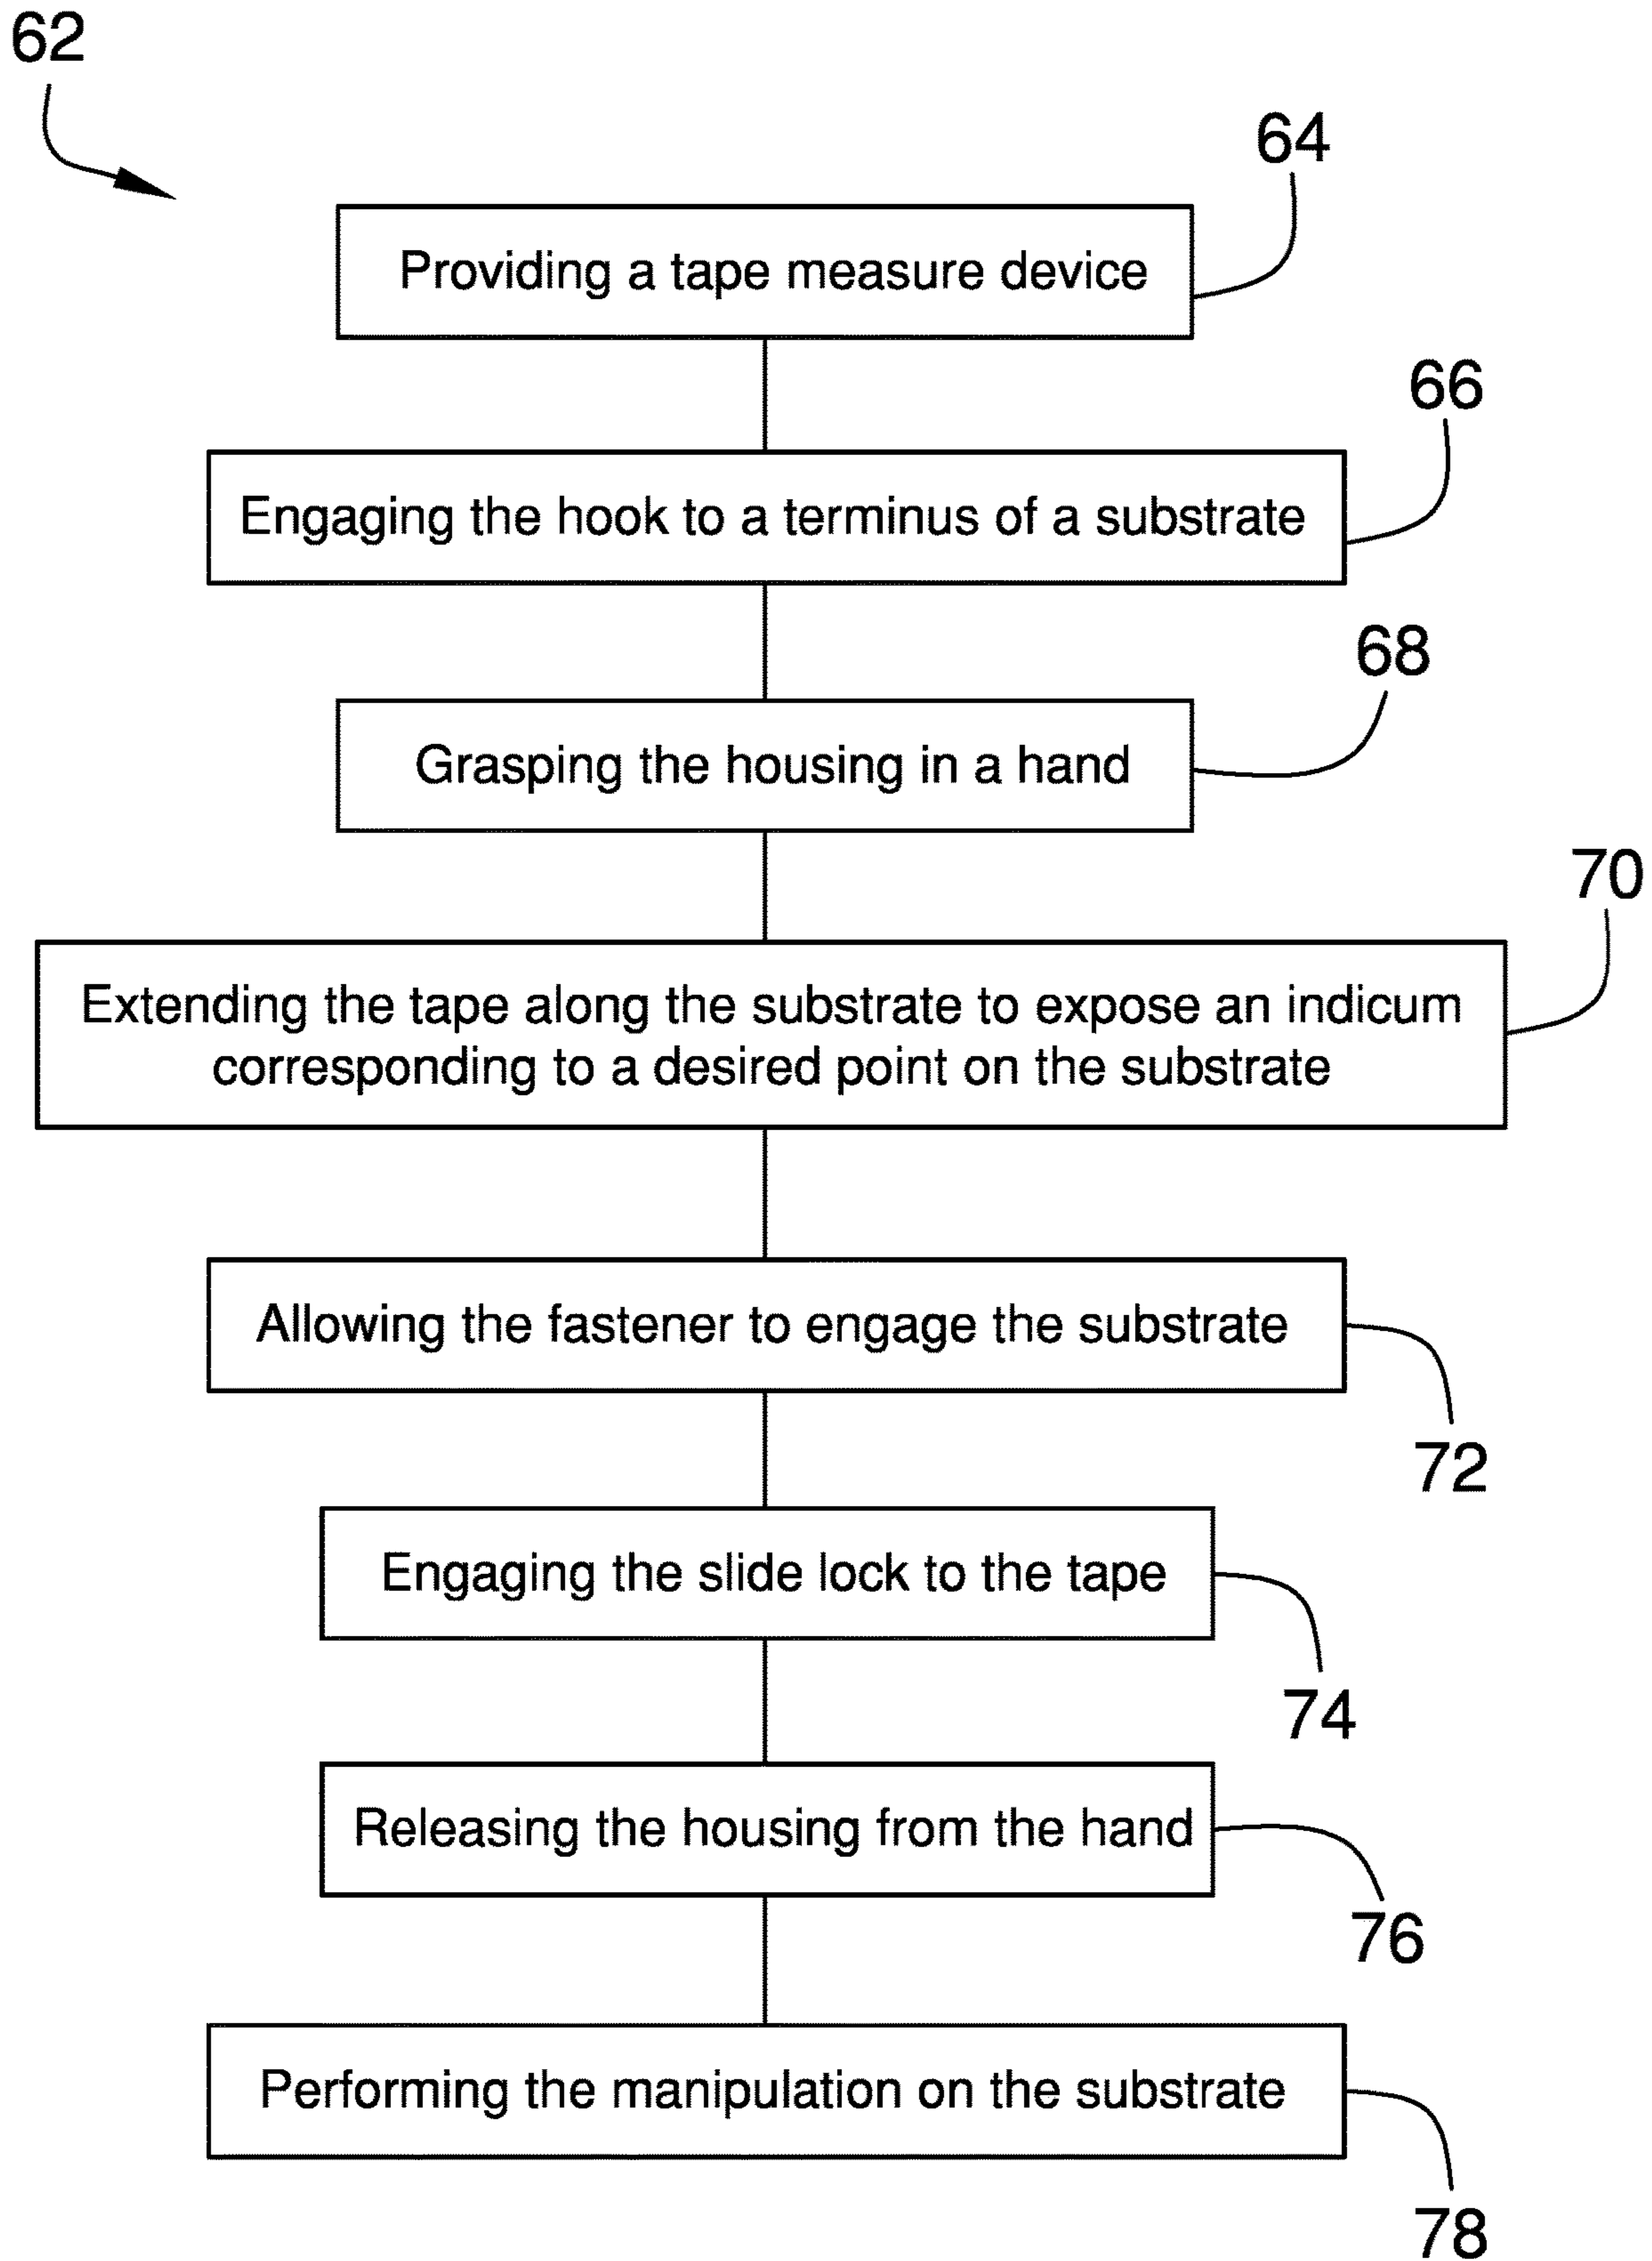 62
64
Providing a tape measure device
66
Engaging the hook to a terminus of a substrate
68
Grasping the housing in a hand
70
Extending the tape along the substrate to expose an indicum
corresponding to a desired point on the substrate
Allowing the fastener to engage the substrate
72
Engaging the slide lock to the tape
74
Releasing the housing from the hand
76
Performing the manipulation on the substrate
78